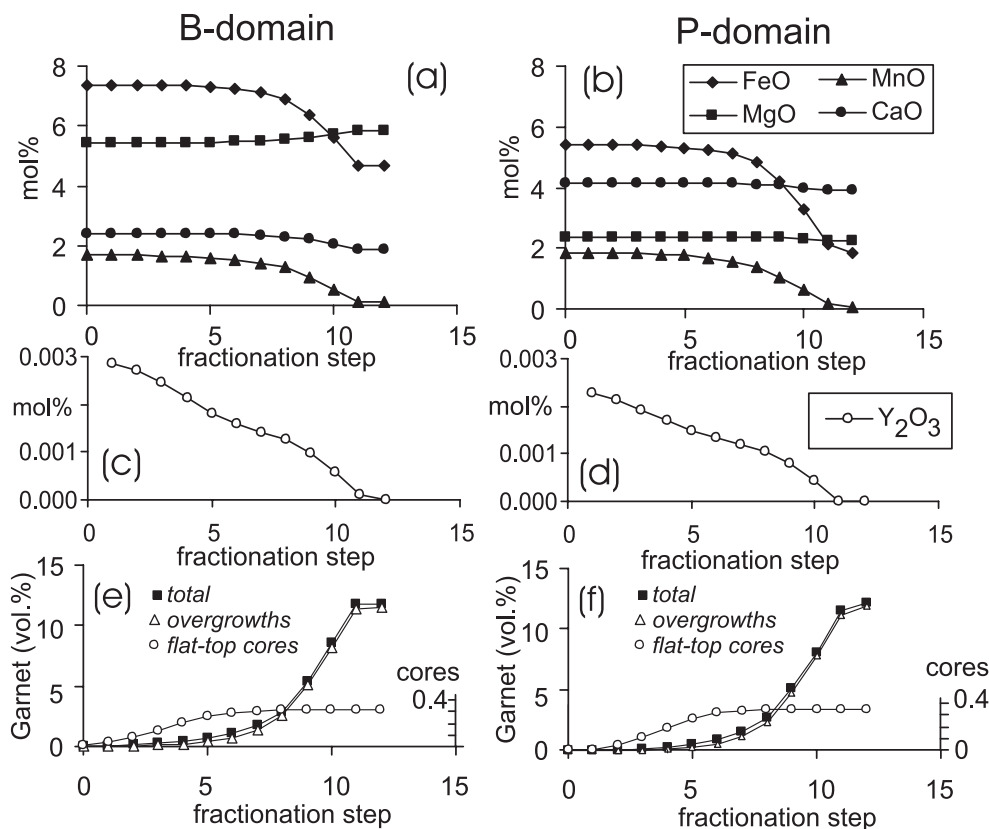 B-domain
P-domain
8
6
4
2
0
mol%
(a)
0
5
10
15
fractionation step
8
6
4
2
0
mol%
(b)
FeO
MnO
MgO
CaO
0
5
10
15
fractionation step
0.003
mol%
0.001
0.000
(c)
0
5
10
15
fractionation step
0.003
mol%
0.001
0.000
(d)
Y2O3
0
5
10
15
fractionation step
15
10
5
0
Garnet (vol.%)
(e)
total
overgrowths
flat-top cores
cores
0.4
0
0
5
10
15
fractionation step
15
10
5
0
Garnet (vol.%)
(f)
total
overgrowths
flat-top cores
cores
0.4
0
0
5
10
15
fractionation step